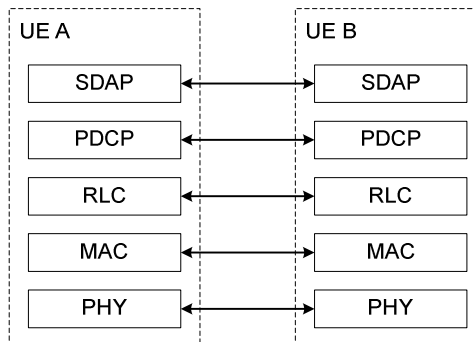 UE A UE B
SDAP SDAP
PDCP PDCP
RLC RLC
MAC MAC
PHY PHY